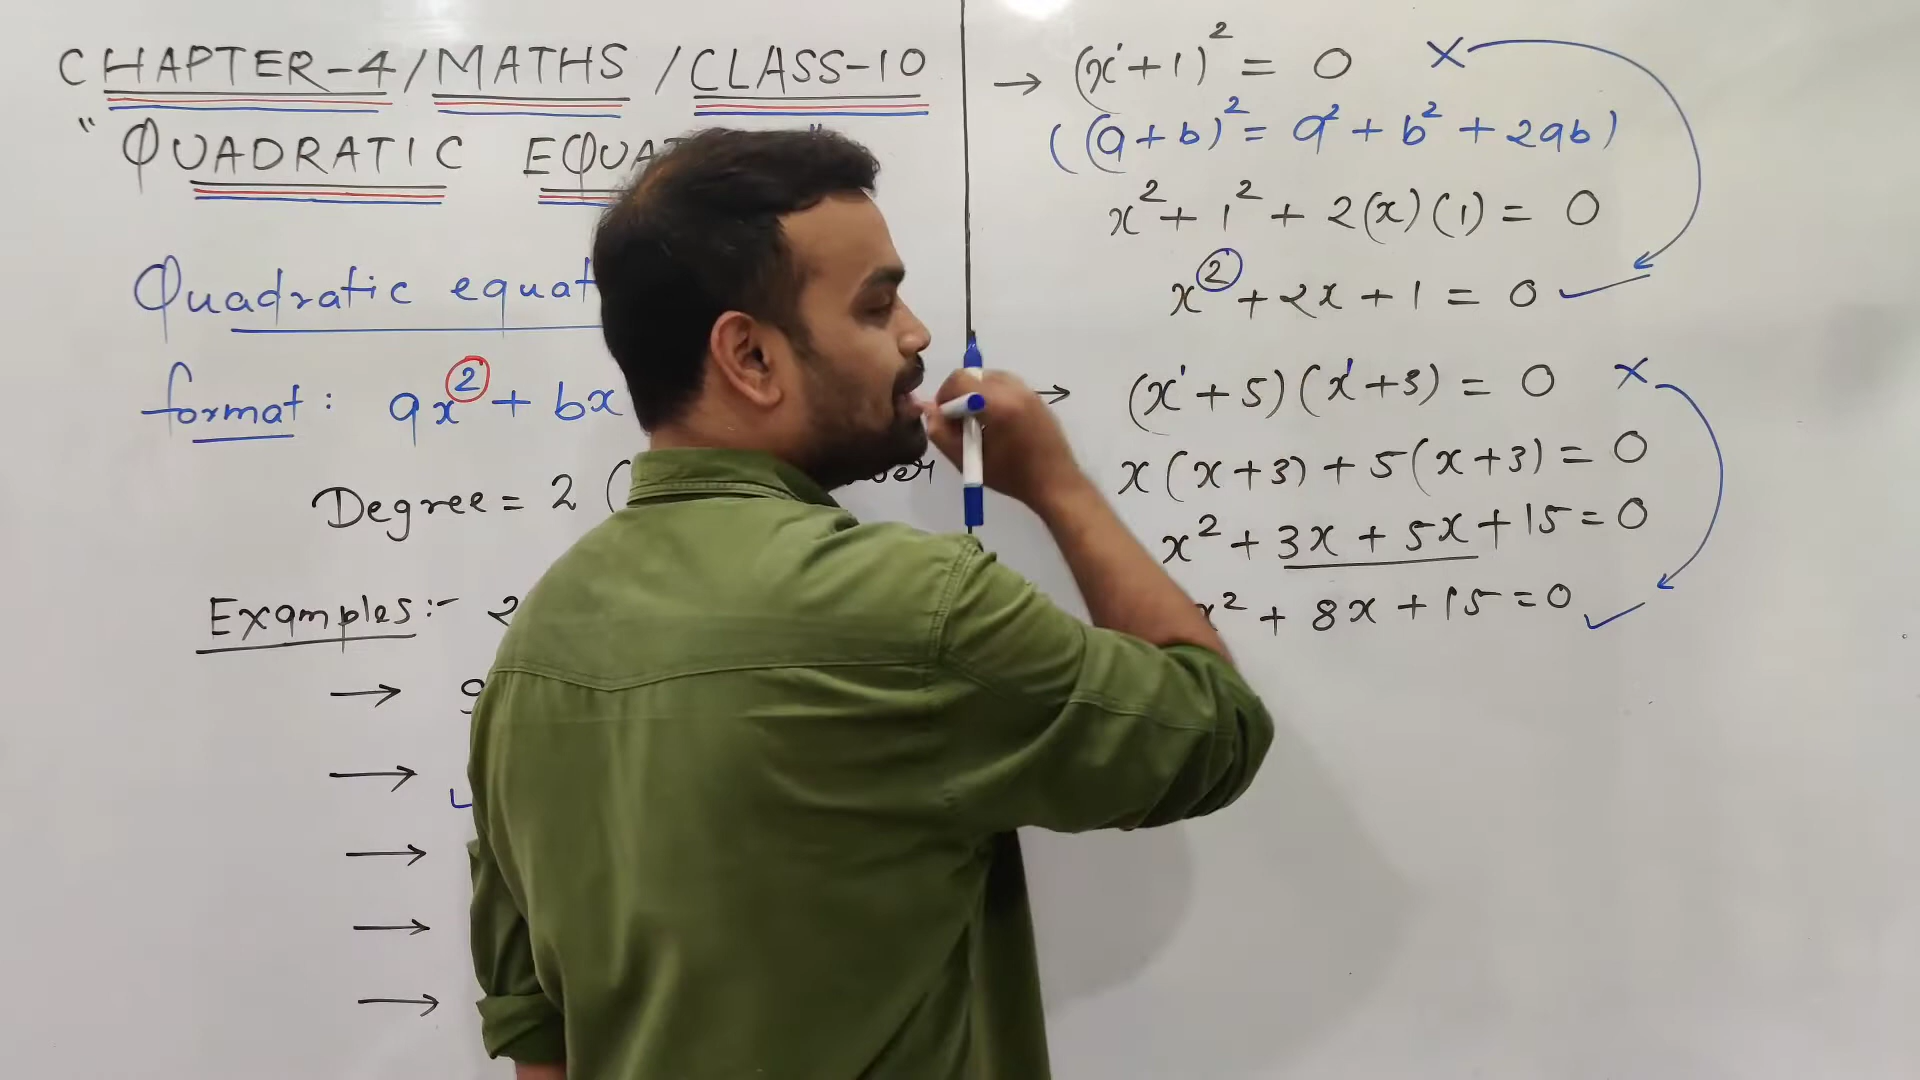 CHAPTER-4/MATHS/CLASS-10
"QUADRATIC
Quadratic
format: ax² + bx
Degree = 2 (
Examples:- 2
→ 9
→
→
→
→
→ (x+1)² = 0 ×
((a+b)² = a² + b² + 2ab)
x² + 1² + 2(x)(1) = 0
x² + 2x + 1 = 0 ✓
→ (x+5)(x+3) = 0 ×
x(x+3) + 5(x+3) = 0
x² + 3x + 5x + 15 = 0
x² + 8x + 15 = 0 ✓